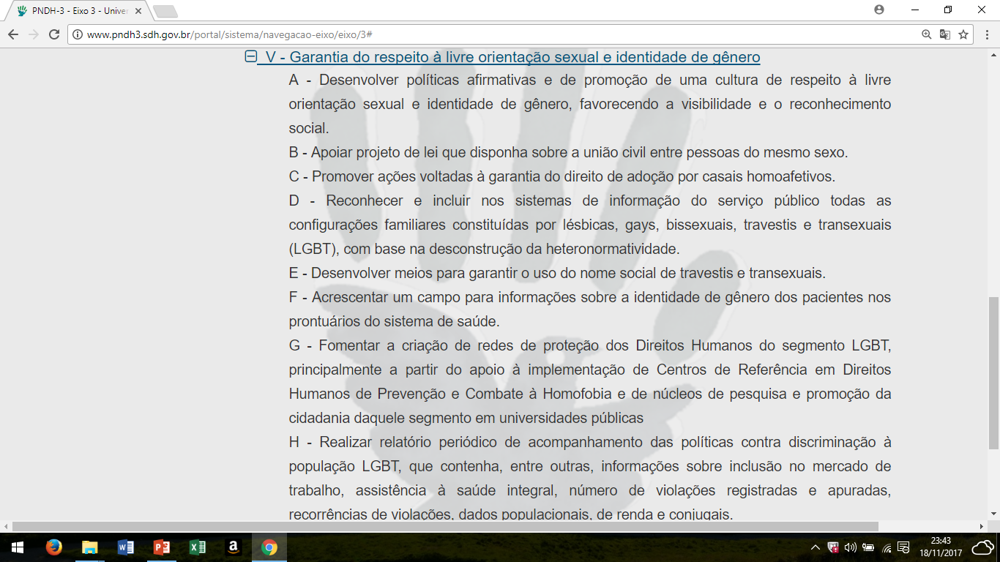 PNDH-3 - Eixo 3 - Univer
www.pndh3.sdh.gov.br/portal/sistema/navegacao-eixo/eixo/3#
V - Garantia do respeito à livre orientação sexual e identidade de gênero
A - Desenvolver políticas afirmativas e de promoção de uma cultura de respeito à livre
orientação sexual e identidade de gênero, favorecendo a visibilidade e o reconhecimento
social.
B - Apoiar projeto de lei que disponha sobre a união civil entre pessoas do mesmo sexo.
C - Promover ações voltadas à garantia do direito de adoção por casais homoafetivos.
D - Reconhecer e incluir nos sistemas de informação do serviço público todas as
configurações familiares constituídas por lésbicas, gays, bissexuais, travestis e transexuais
(LGBT), com base na desconstrução da heteronormatividade.
E - Desenvolver meios para garantir o uso do nome social de travestis e transexuais.
F - Acrescentar um campo para informações sobre a identidade de gênero dos pacientes nos
prontuários do sistema de saúde.
G - Fomentar a criação de redes de proteção dos Direitos Humanos do segmento LGBT,
principalmente a partir do apoio à implementação de Centros de Referência em Direitos
Humanos de Prevenção e Combate à Homofobia e de núcleos de pesquisa e promoção da
cidadania daquele segmento em universidades públicas
H - Realizar relatório periódico de acompanhamento das políticas contra discriminação à
população LGBT, que contenha, entre outras, informações sobre inclusão no mercado de
trabalho, assistência à saúde integral, número de violações registradas e apuradas,
recorrências de violações, dados populacionais, de renda e conjugais.
23:43
18/11/2017